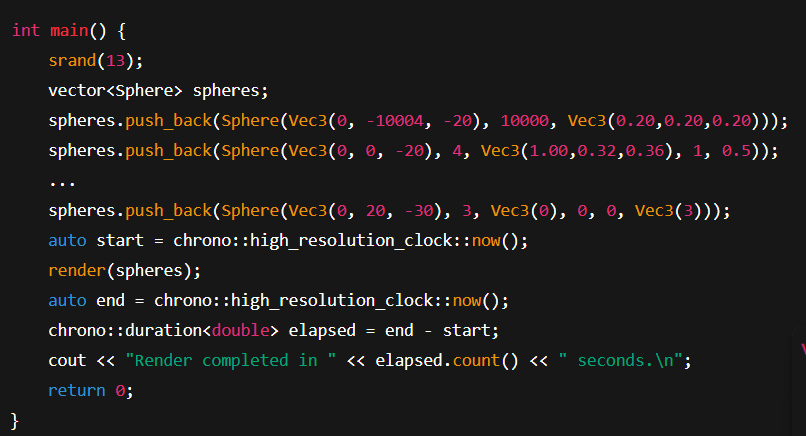 int main() {
    srand(13);
    vector<Sphere> spheres;
    spheres.push_back(Sphere(Vec3(0, -10004, -20), 10000, Vec3(0.20,0.20,0.20)));
    spheres.push_back(Sphere(Vec3(0, 0, -20), 4, Vec3(1.00,0.32,0.36), 1, 0.5));
    ...
    spheres.push_back(Sphere(Vec3(0, 20, -30), 3, Vec3(0), 0, 0, Vec3(3)));
    auto start = chrono::high_resolution_clock::now();
    render(spheres);
    auto end = chrono::high_resolution_clock::now();
    chrono::duration<double> elapsed = end - start;
    cout << "Render completed in " << elapsed.count() << " seconds.\n";
    return 0;
}